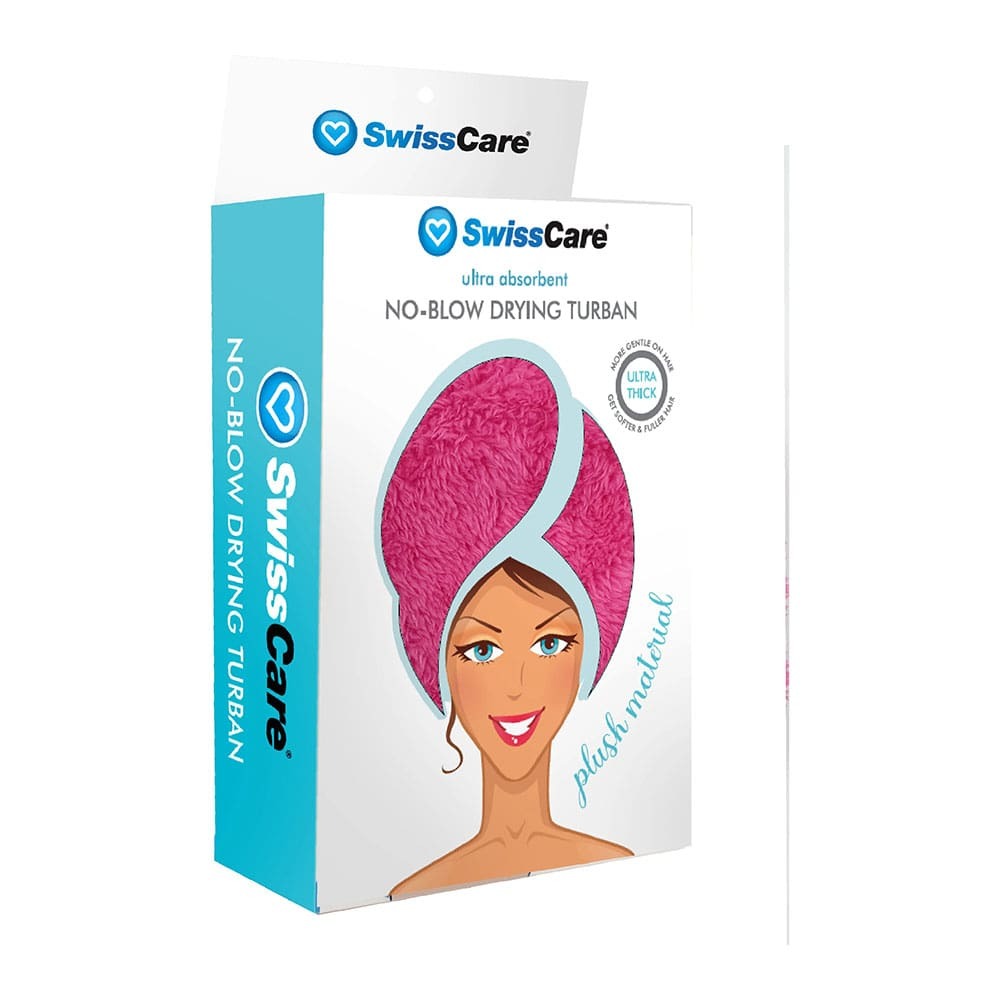 SwissCare®
SwissCare®
ultra absorbent
NO-BLOW DRYING TURBAN
MORE GENTLE ON HAIR
ULTRA
THICK
GET SOFTER & FULLER HAIR
plush material
SwissCare®
NO-BLOW DRYING TURBAN